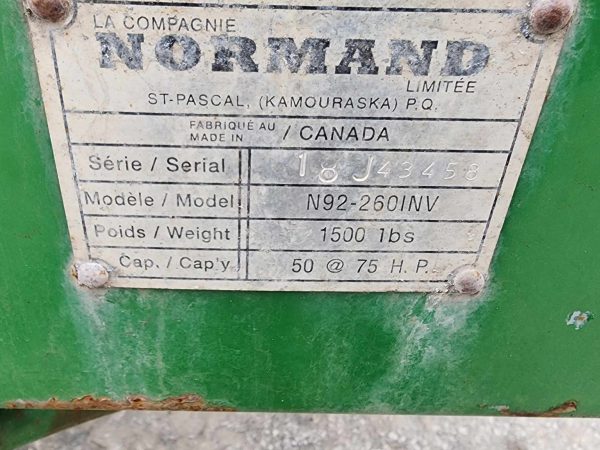 LA COMPAGNIE
NORMAND
LIMITÉE
ST-PASCAL, (KAMOURASKA) P.Q.
FABRIQUÉ AU
MADE IN / CANADA
Série / Serial 18J43458
Modèle / Model N92-260INV
Poids / Weight 1500 lbs
Cap. / Cap'y 50 @ 75 H.P.